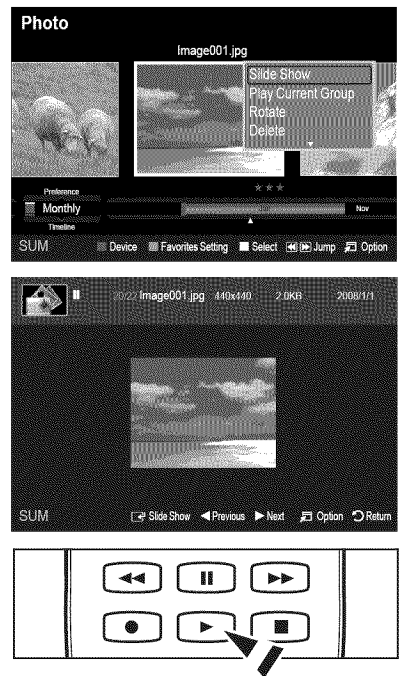 Photo
Image001.jpg
Slide Show
Play Current Group
Rotate
Delete
Preference
Monthly
Nov
Timeline
SUM Device Favorites Setting Select Jump Option
20/22 Image001.jpg 440x440 2.0KB 2008/1/1
SUM Slide Show Previous Next Option Return